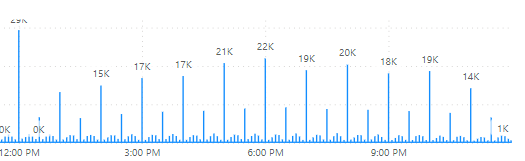 29K
15K
17K
17K
21K
22K
19K
20K
18K
19K
14K
0K
0K
1K
12:00 PM
3:00 PM
6:00 PM
9:00 PM